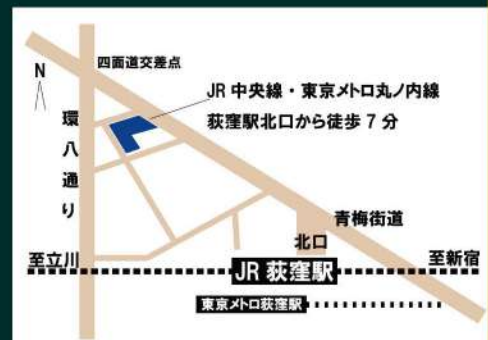 四面道交差点
N
JR 中央線・東京メトロ丸ノ内線
荻窪駅北口から徒歩 7 分
環八通り
青梅街道
北口
至立川
至新宿
JR 荻窪駅
東京メトロ荻窪駅